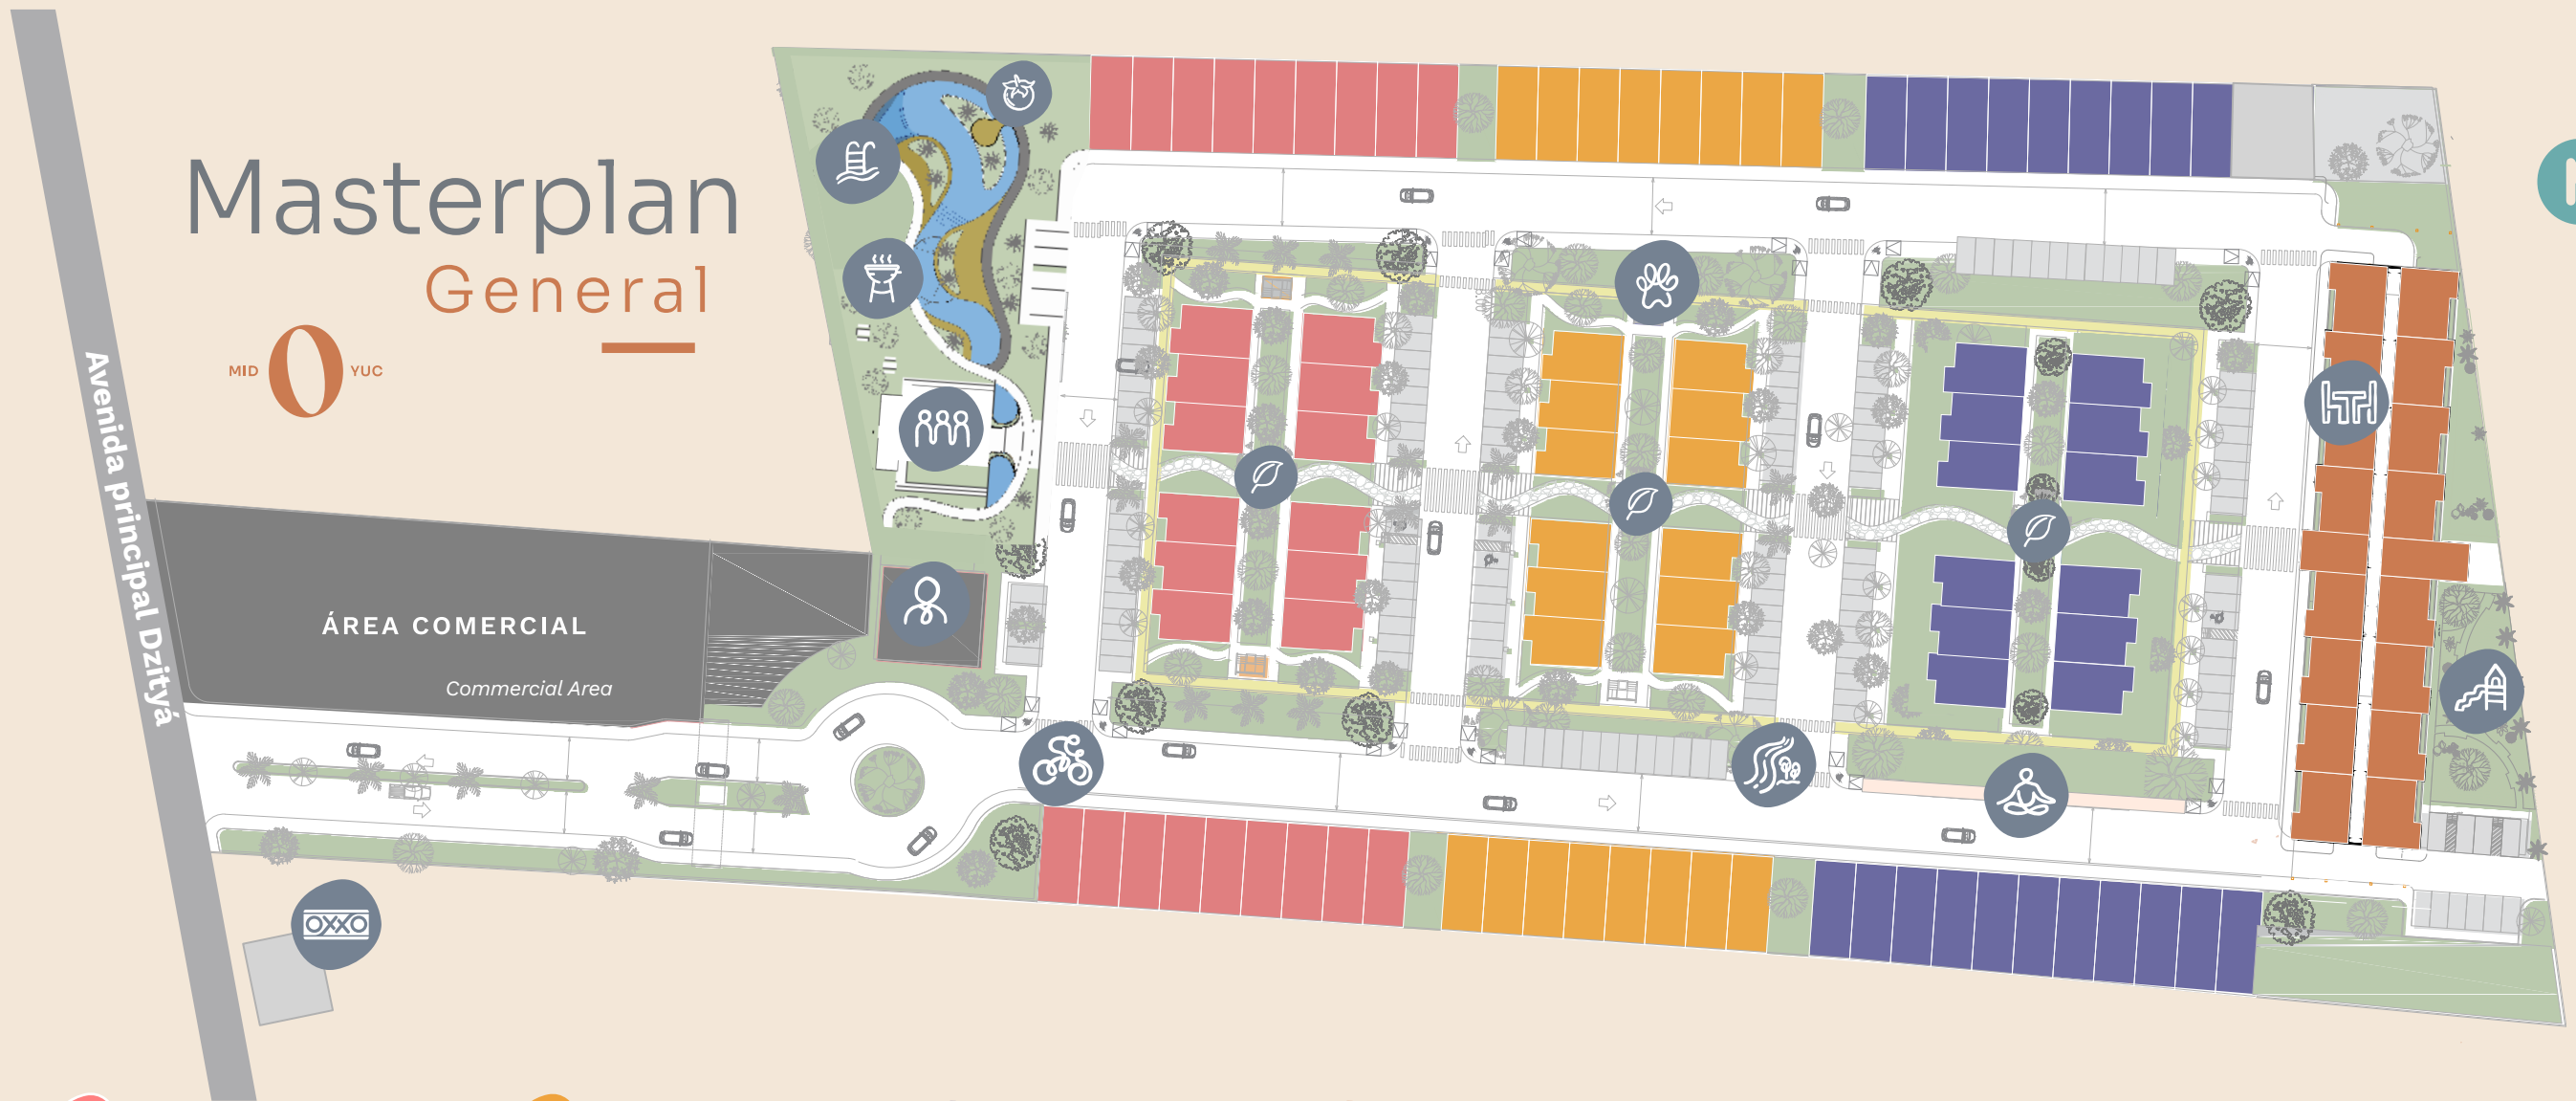 Masterplan
General
MID YUC
Avenida principal Dzityá
ÁREA COMERCIAL
Commercial Area
OXXO